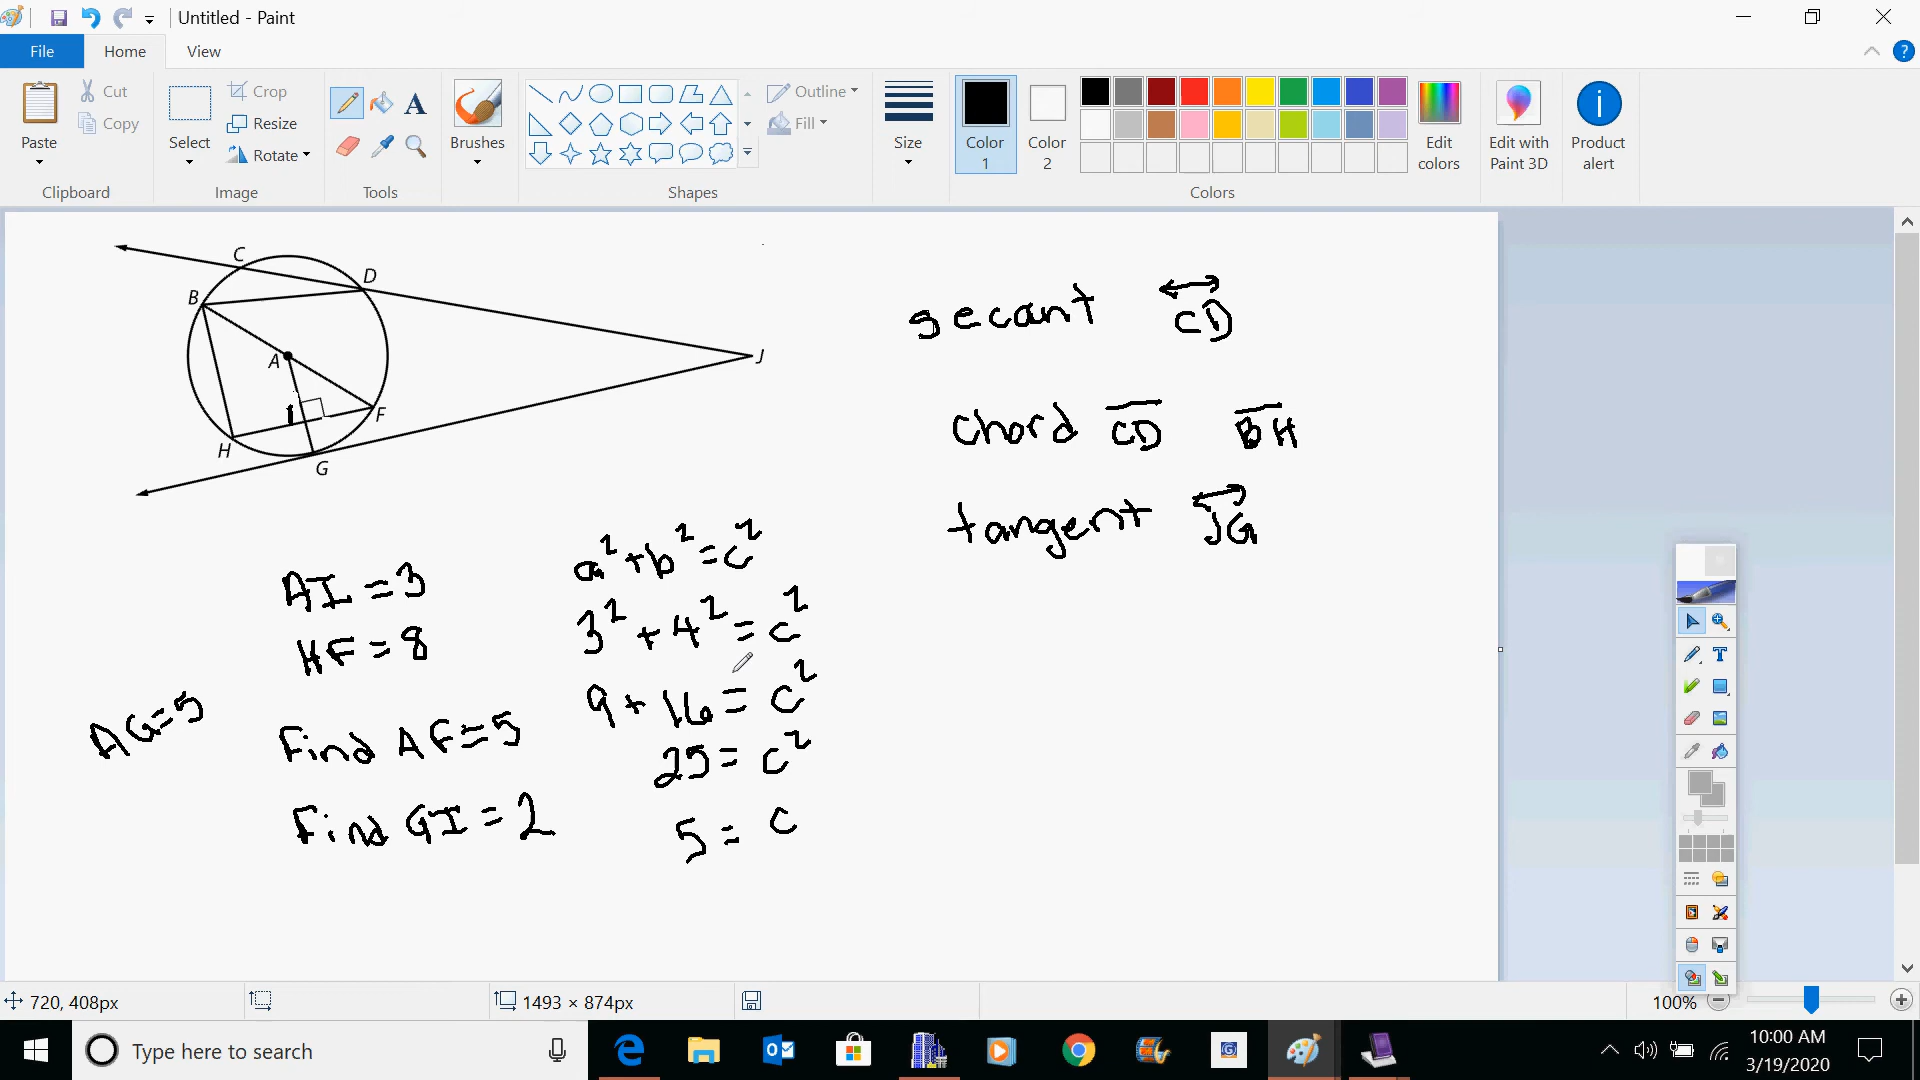 Untitled - Paint
File Home View
Paste
Cut
Copy
Clipboard
Select
Crop
Resize
Rotate
Image
Tools
Brushes
Outline
Fill
Shapes
Size
Color 1
Color 2
Edit colors
Colors
Edit with Paint 3D
Product alert
C
D
B
A
J
I
F
H
G
secant CD
chord CD BH
tangent JG
AI = 3
HF = 8
AG=5
Find AF=5
Find GI = 2
a²+b²=c²
3²+4²=c²
9+16=c²
25=c²
5=c
720, 408px
1493 × 874px
100%
Type here to search
10:00 AM
3/19/2020